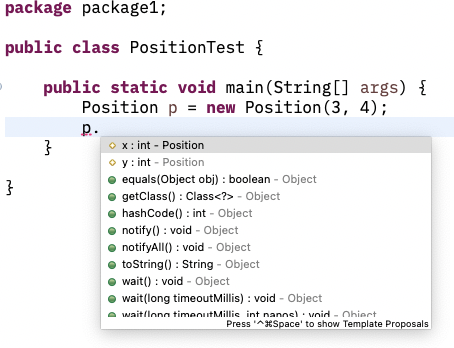 package package1;
public class PositionTest {
public static void main(String[] args) {
Position p = new Position(3, 4);
p.
x : int - Position
y : int - Position
equals(Object obj) : boolean - Object
getClass() : Class<?> - Object
hashCode() : int - Object
notify() : void - Object
notifyAll() : void - Object
toString() : String - Object
wait() : void - Object
wait(long timeoutMillis) : void - Object
wait(long timeoutMillis, int nanos) : void - Object
Press '^⌘Space' to show Template Proposals
}
}